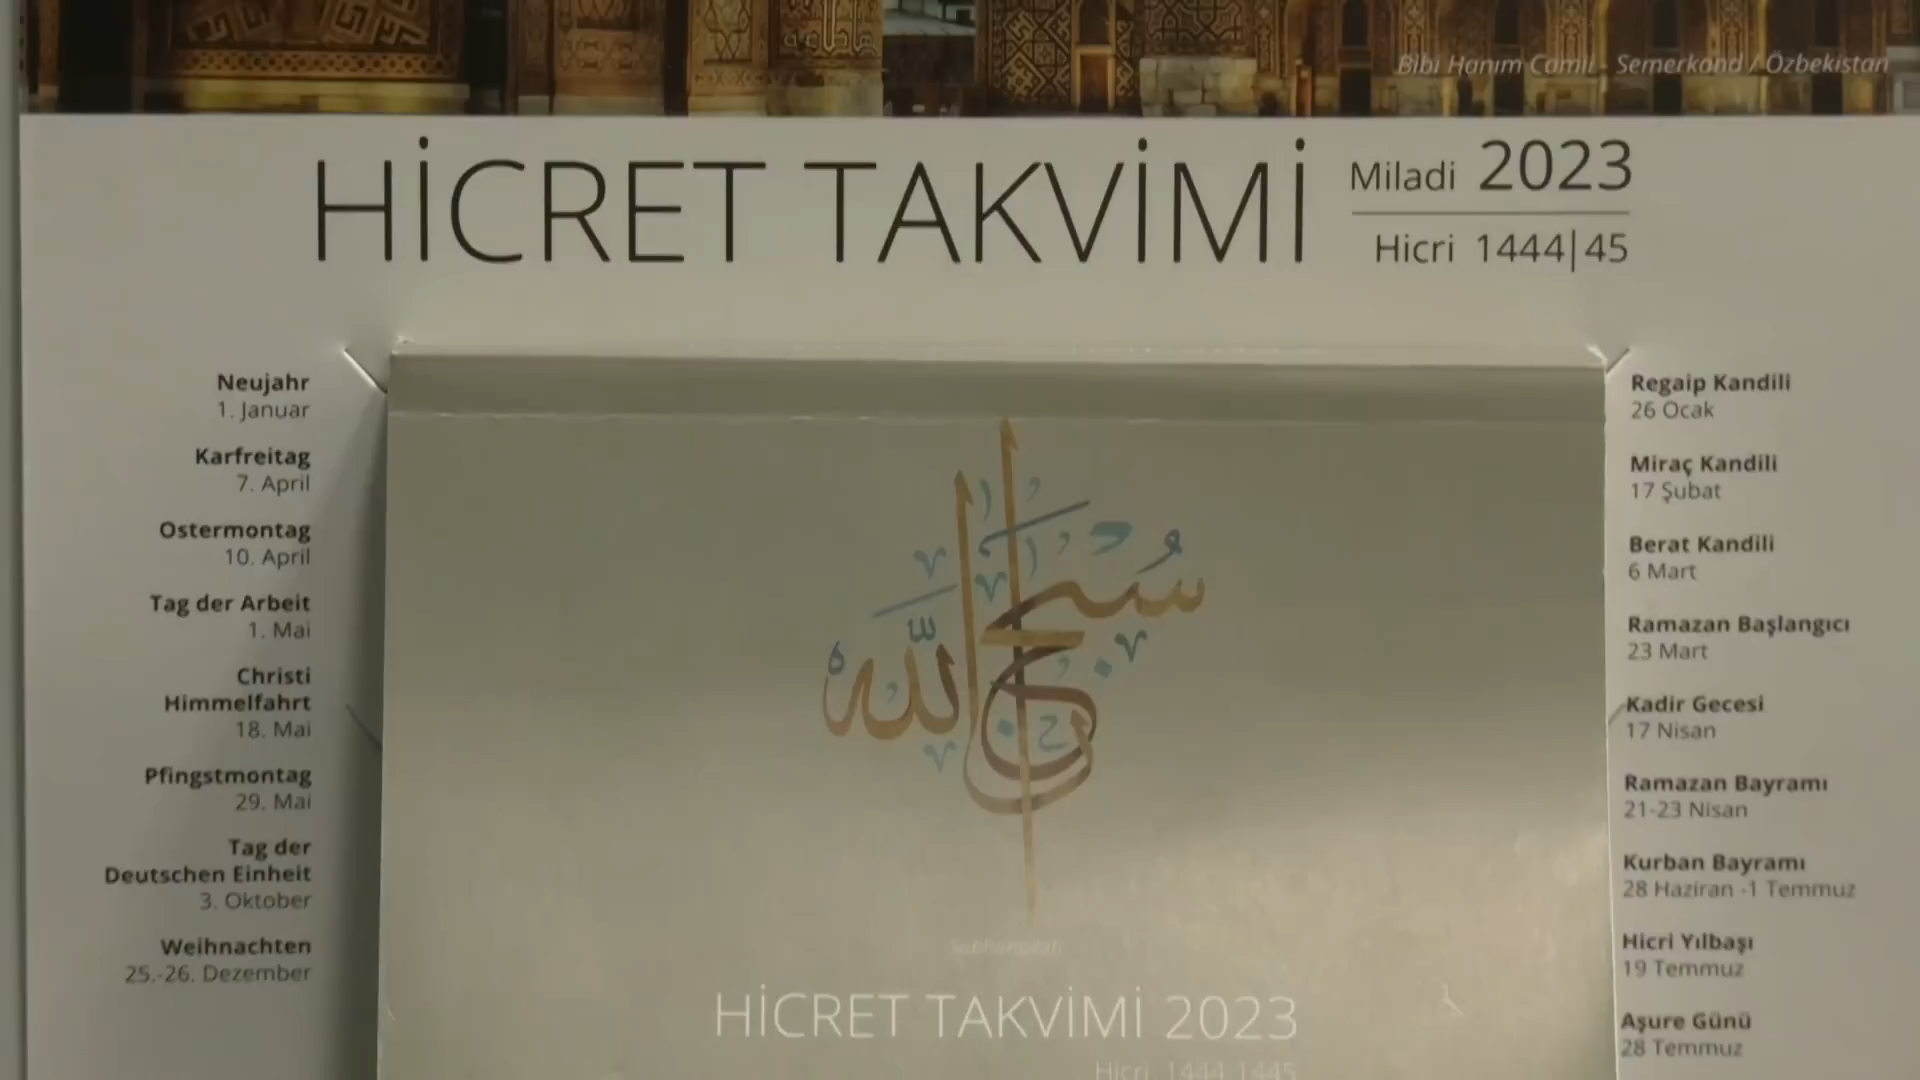 Bibi Hanım Camii - Semerkand / Özbekistan
HİCRET TAKVİMİ
Miladi 2023
Hicri 1444|45
Neujahr
1. Januar
Karfreitag
7. April
Ostermontag
10. April
Tag der Arbeit
1. Mai
Christi
Himmelfahrt
18. Mai
Pfingstmontag
29. Mai
Tag der
Deutschen Einheit
3. Oktober
Weihnachten
25.-26. Dezember
سُبْحَانَ اللّٰهِ
Subhanallah
HİCRET TAKVİMİ 2023
Hicri 1444 1445
Regaip Kandili
26 Ocak
Miraç Kandili
17 Şubat
Berat Kandili
6 Mart
Ramazan Başlangıcı
23 Mart
Kadir Gecesi
17 Nisan
Ramazan Bayramı
21-23 Nisan
Kurban Bayramı
28 Haziran -1 Temmuz
Hicri Yılbaşı
19 Temmuz
Aşure Günü
28 Temmuz